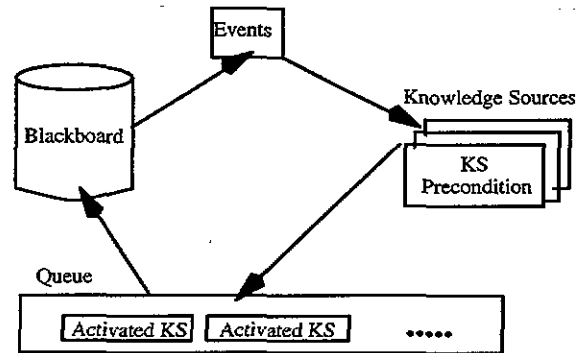 Events
Knowledge Sources
Blackboard
KS
Precondition
Queue
Activated KS
Activated KS
.....